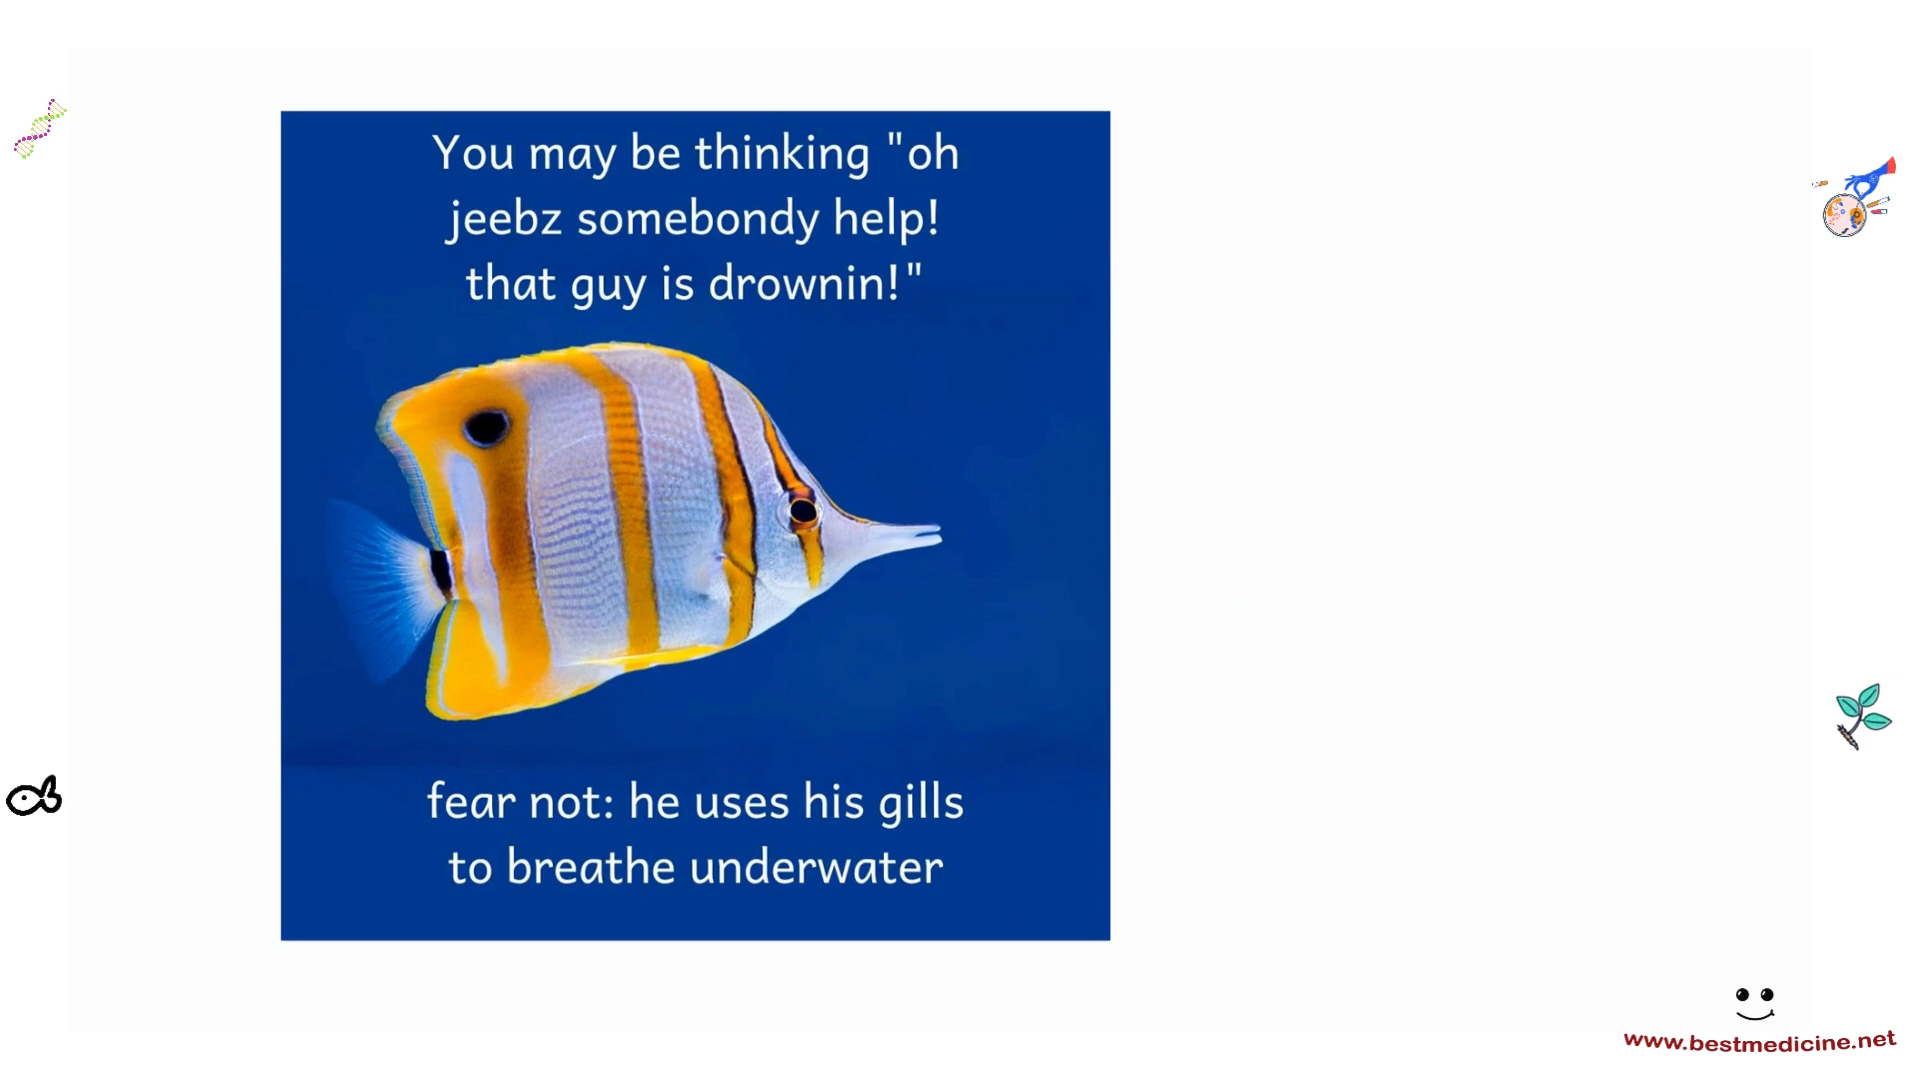 You may be thinking "oh
jeebz somebondy help!
that guy is drownin!"
fear not: he uses his gills
to breathe underwater
www.bestmedicine.net